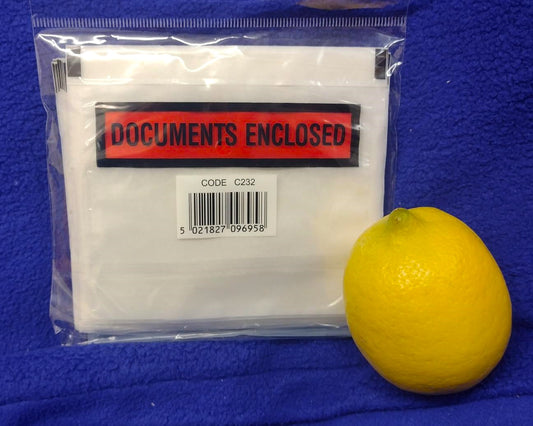 DOCUMENTS ENCLOSED
CODE C232
5 021827 096958